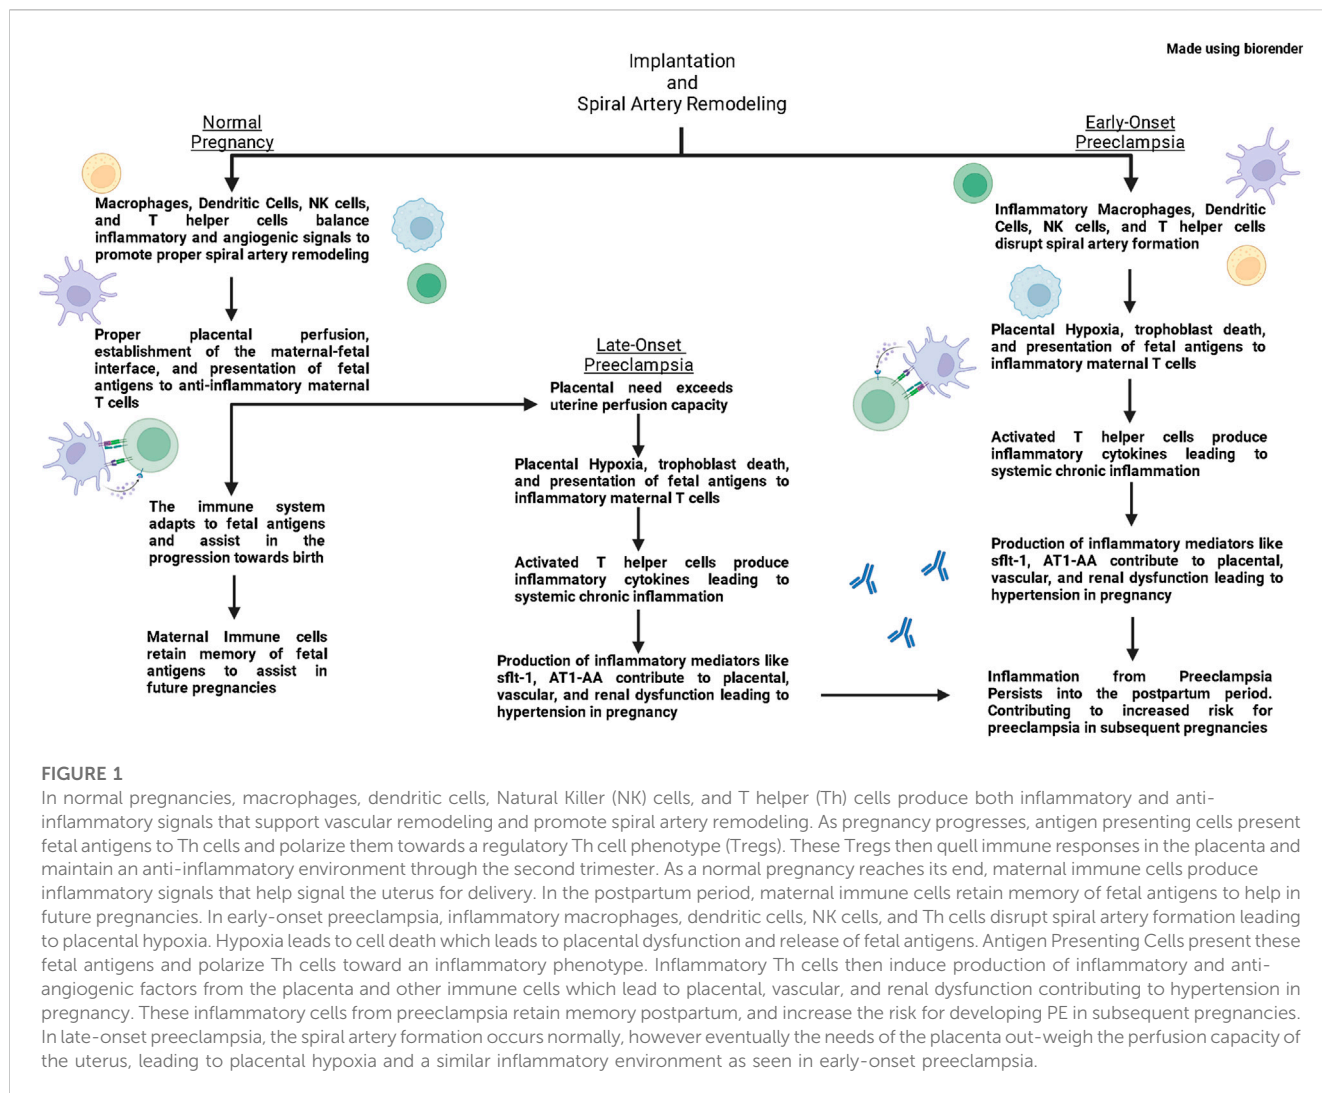 Made using biorender
Implantation
and
Spiral Artery Remodeling
Normal
Pregnancy
Macrophages, Dendritic Cells, NK cells,
and T helper cells balance
inflammatory and angiogenic signals to
promote proper spiral artery remodeling
Proper placental perfusion,
establishment of the maternal-fetal
interface, and presentation of fetal
antigens to anti-inflammatory maternal
T cells
The immune system
adapts to fetal antigens
and assist in the
progression towards birth
Maternal Immune cells
retain memory of fetal
antigens to assist in
future pregnancies
Late-Onset
Preeclampsia
Placental need exceeds
uterine perfusion capacity
Placental Hypoxia, trophoblast death,
and presentation of fetal antigens to
inflammatory maternal T cells
Activated T helper cells produce
inflammatory cytokines leading to
systemic chronic inflammation
Production of inflammatory mediators like
sflt-1, AT1-AA contribute to placental,
vascular, and renal dysfunction leading to
hypertension in pregnancy
Early-Onset
Preeclampsia
Inflammatory Macrophages, Dendritic
Cells, NK cells, and T helper cells
disrupt spiral artery formation
Placental Hypoxia, trophoblast death,
and presentation of fetal antigens to
inflammatory maternal T cells
Activated T helper cells produce
inflammatory cytokines leading to
systemic chronic inflammation
Production of inflammatory mediators like
sflt-1, AT1-AA contribute to placental,
vascular, and renal dysfunction leading to
hypertension in pregnancy
Inflammation from Preeclampsia
Persists into the postpartum period.
Contributing to increased risk for
preeclampsia in subsequent pregnancies
FIGURE 1
In normal pregnancies, macrophages, dendritic cells, Natural Killer (NK) cells, and T helper (Th) cells produce both inflammatory and anti-
inflammatory signals that support vascular remodeling and promote spiral artery remodeling. As pregnancy progresses, antigen presenting cells present
fetal antigens to Th cells and polarize them towards a regulatory Th cell phenotype (Tregs). These Tregs then quell immune responses in the placenta and
maintain an anti-inflammatory environment through the second trimester. As a normal pregnancy reaches its end, maternal immune cells produce
inflammatory signals that help signal the uterus for delivery. In the postpartum period, maternal immune cells retain memory of fetal antigens to help in
future pregnancies. In early-onset preeclampsia, inflammatory macrophages, dendritic cells, NK cells, and Th cells disrupt spiral artery formation leading
to placental hypoxia. Hypoxia leads to cell death which leads to placental dysfunction and release of fetal antigens. Antigen Presenting Cells present these
fetal antigens and polarize Th cells toward an inflammatory phenotype. Inflammatory Th cells then induce production of inflammatory and anti-
angiogenic factors from the placenta and other immune cells which lead to placental, vascular, and renal dysfunction contributing to hypertension in
pregnancy. These inflammatory cells from preeclampsia retain memory postpartum, and increase the risk for developing PE in subsequent pregnancies.
In late-onset preeclampsia, the spiral artery formation occurs normally, however eventually the needs of the placenta out-weigh the perfusion capacity of
the uterus, leading to placental hypoxia and a similar inflammatory environment as seen in early-onset preeclampsia.